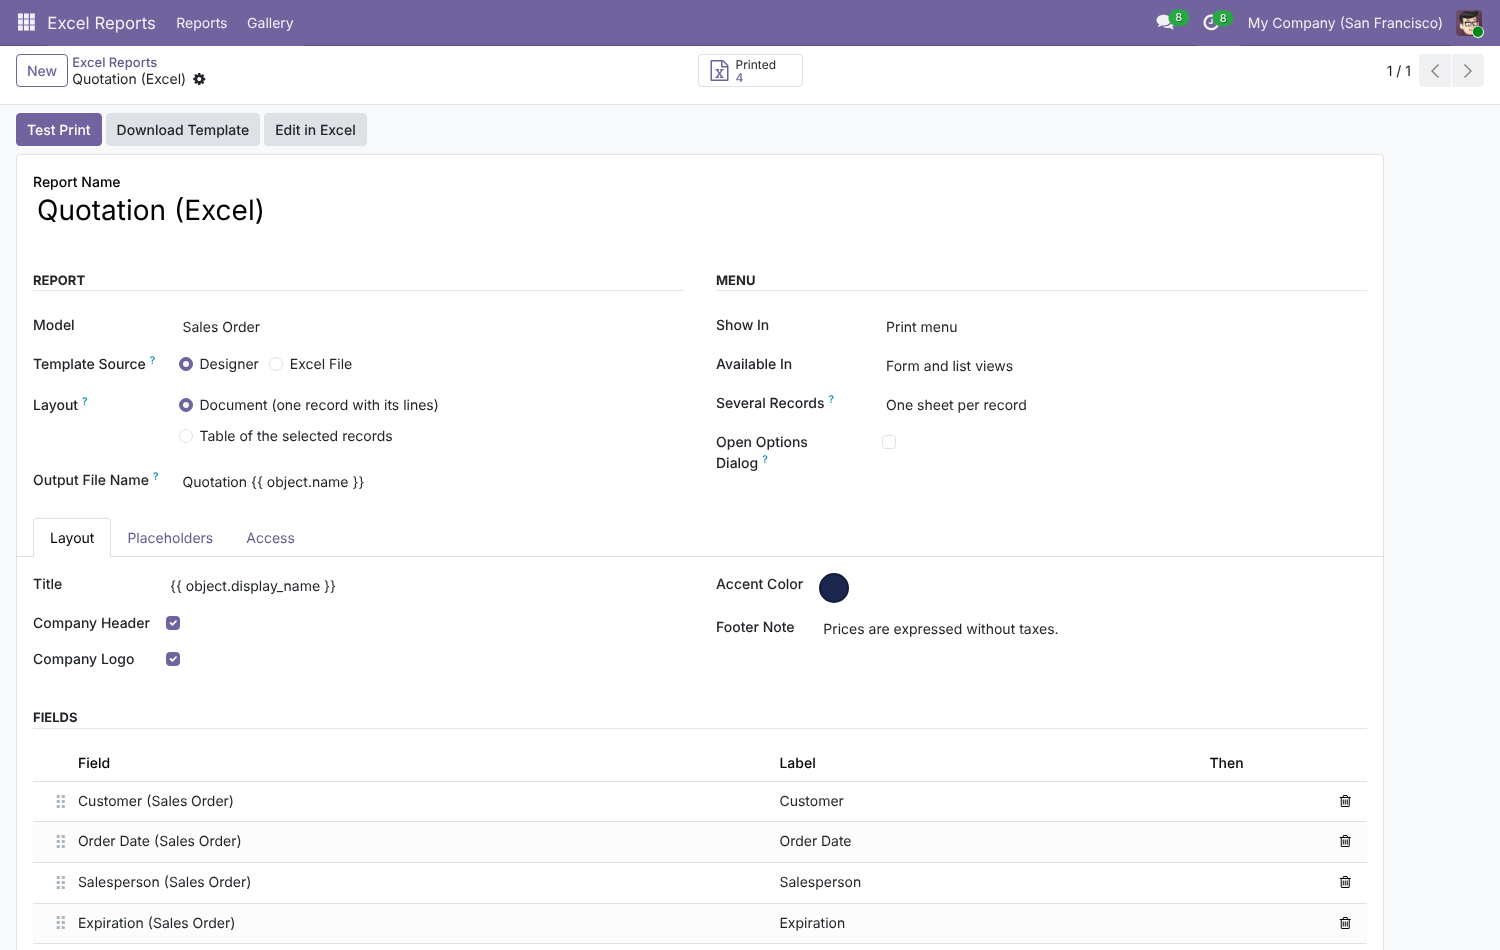 Excel Reports Reports Gallery 8 8 My Company (San Francisco)
New Excel Reports
Quotation (Excel)
Printed
4
1 / 1
Test Print Download Template Edit in Excel
Report Name
Quotation (Excel)
REPORT
Model Sales Order
Template Source ? Designer Excel File
Layout ? Document (one record with its lines)
Table of the selected records
Output File Name ? Quotation {{ object.name }}
MENU
Show In Print menu
Available In Form and list views
Several Records ? One sheet per record
Open Options
Dialog ?
Layout Placeholders Access
Title {{ object.display_name }}
Company Header
Company Logo
Accent Color
Footer Note Prices are expressed without taxes.
FIELDS
Field Label Then
Customer (Sales Order) Customer
Order Date (Sales Order) Order Date
Salesperson (Sales Order) Salesperson
Expiration (Sales Order) Expiration